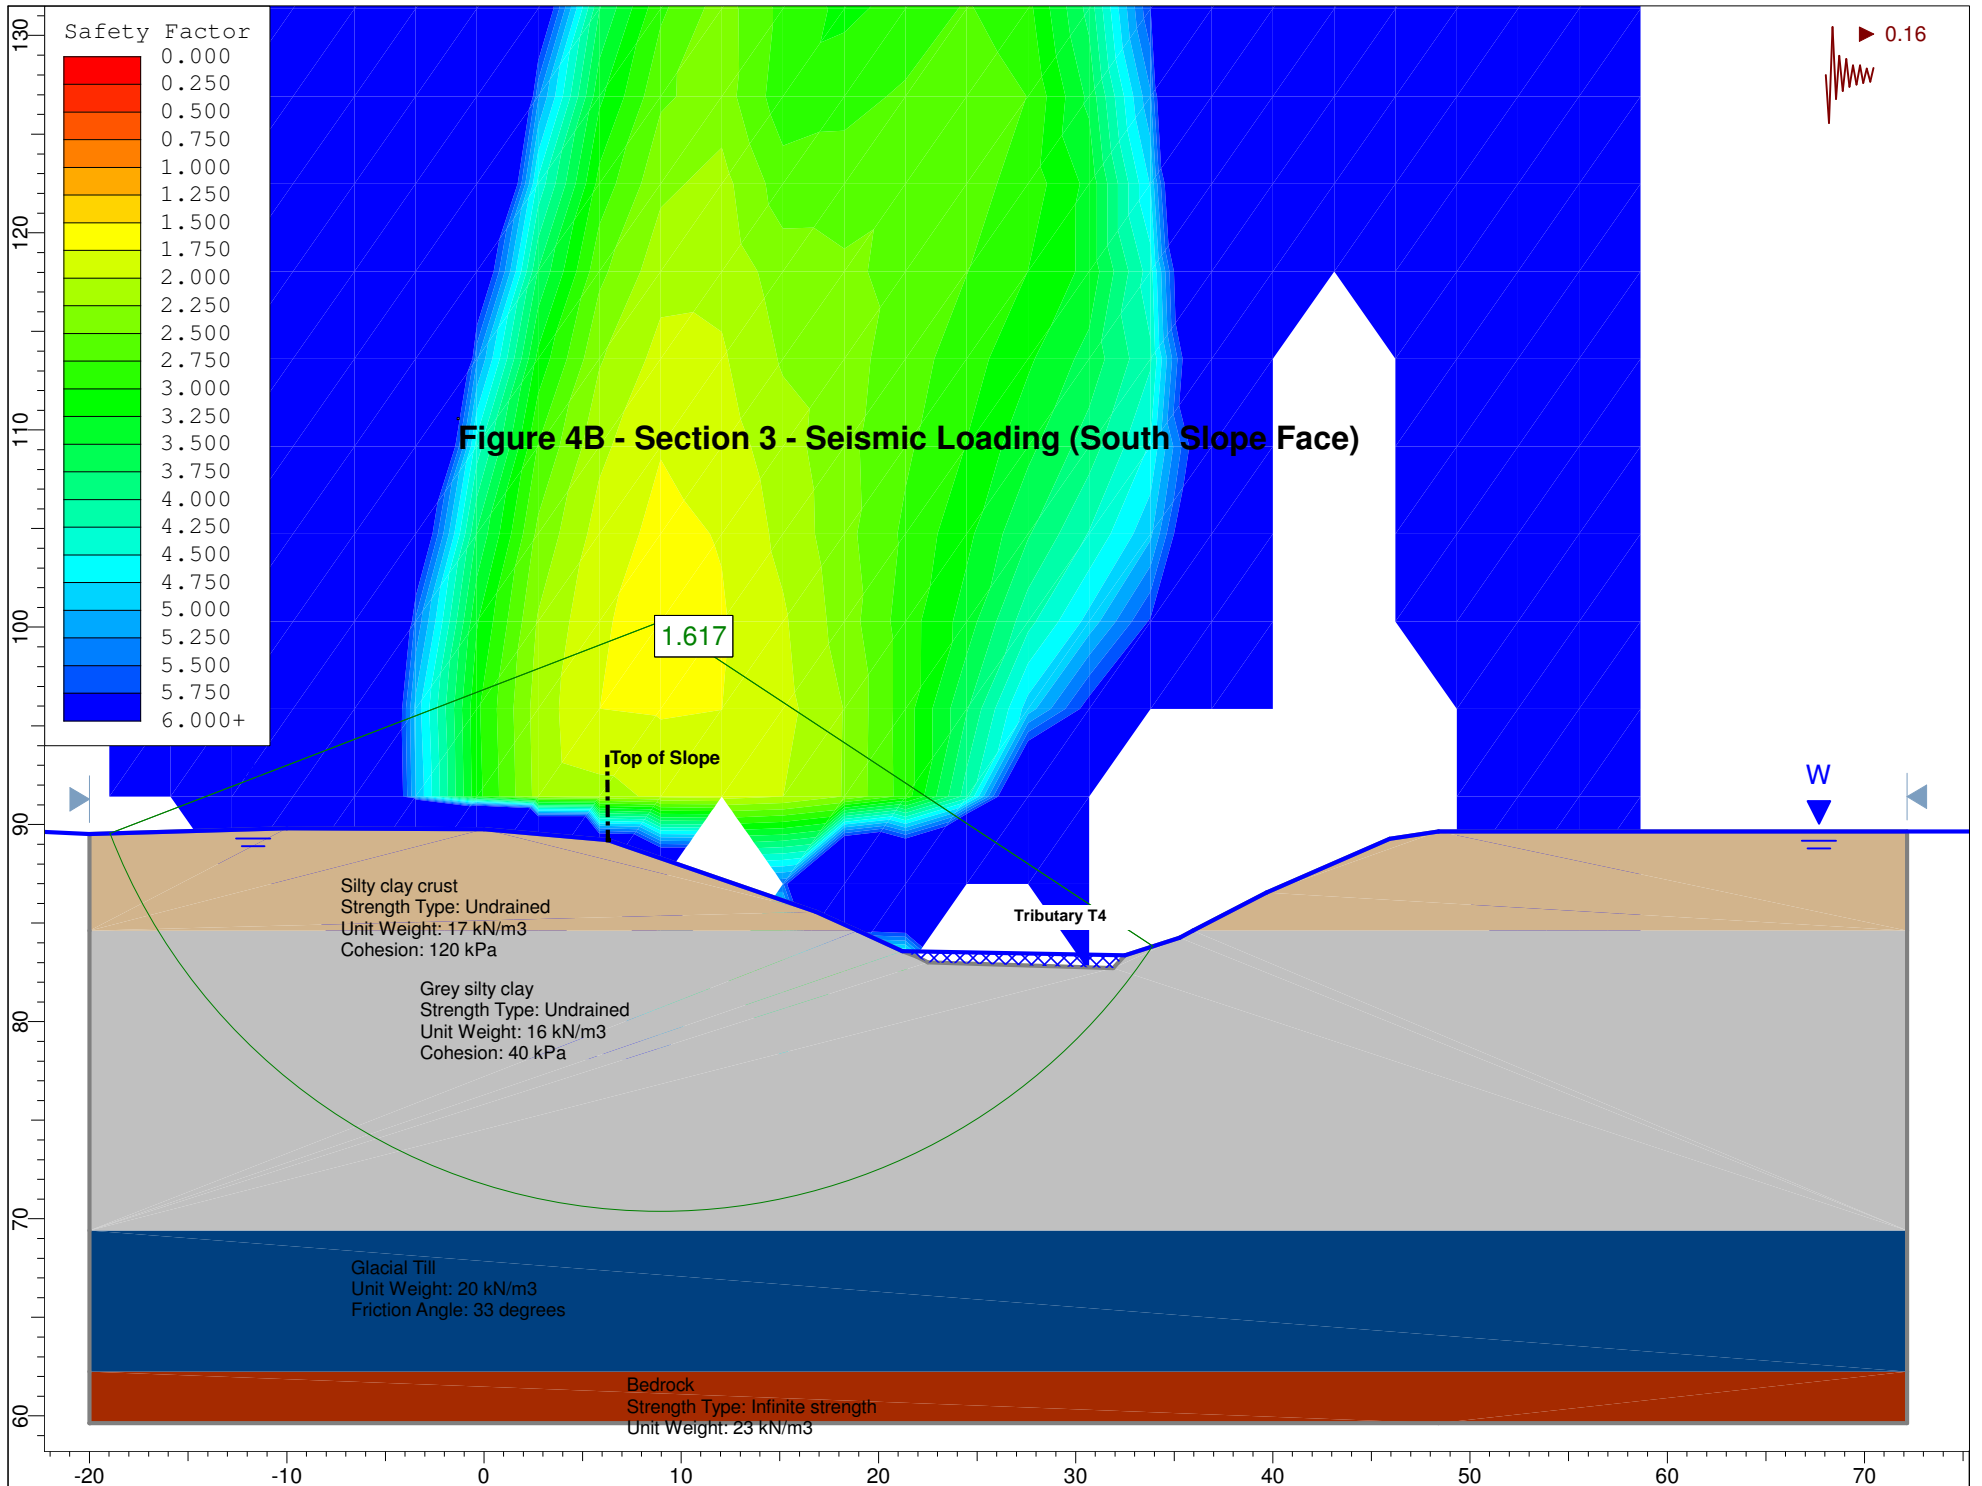 Safety Factor
0.000
0.250
0.500
0.750
1.000
1.250
1.500
1.750
2.000
2.250
2.500
2.750
3.000
3.250
3.500
3.750
4.000
4.250
4.500
4.750
5.000
5.250
5.500
5.750
6.000+
0.16
Figure 4B - Section 3 - Seismic Loading (South Slope Face)
1.617
Top of Slope
W
Tributary T4
Silty clay crust
Strength Type: Undrained
Unit Weight: 17 kN/m3
Cohesion: 120 kPa
Grey silty clay
Strength Type: Undrained
Unit Weight: 16 kN/m3
Cohesion: 40 kPa
Glacial Till
Unit Weight: 20 kN/m3
Friction Angle: 33 degrees
Bedrock
Strength Type: Infinite strength
Unit Weight: 23 kN/m3
130
120
110
100
90
80
70
60
-20
-10
0
10
20
30
40
50
60
70